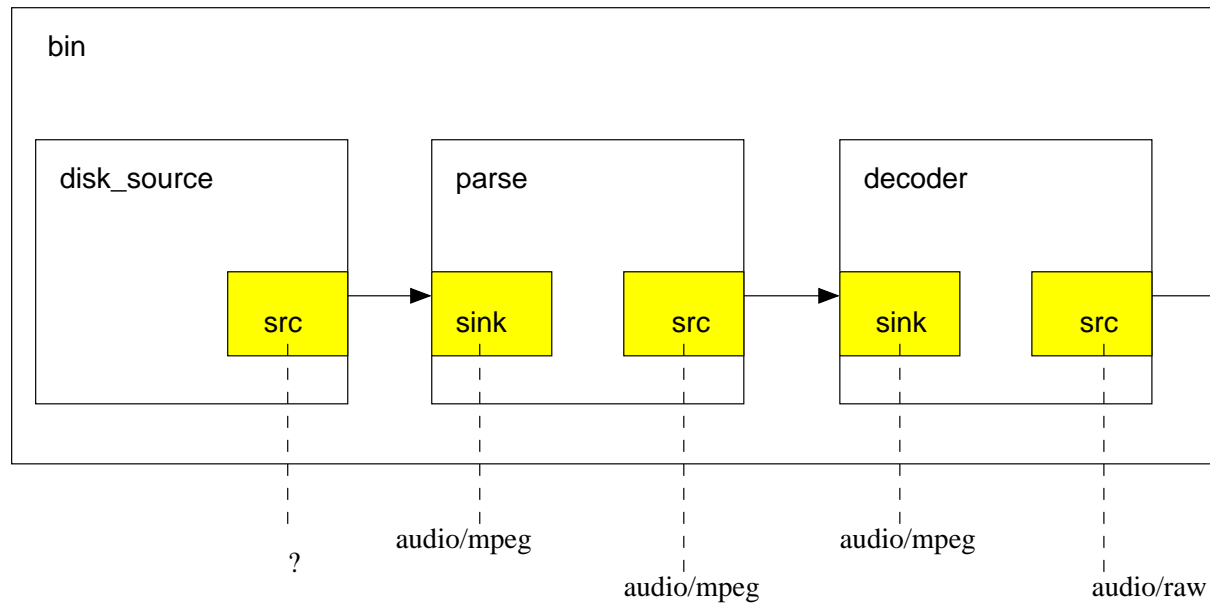 bin
disk_source
parse
decoder
src
sink
src
sink
src
?
audio/mpeg
audio/mpeg
audio/mpeg
audio/raw